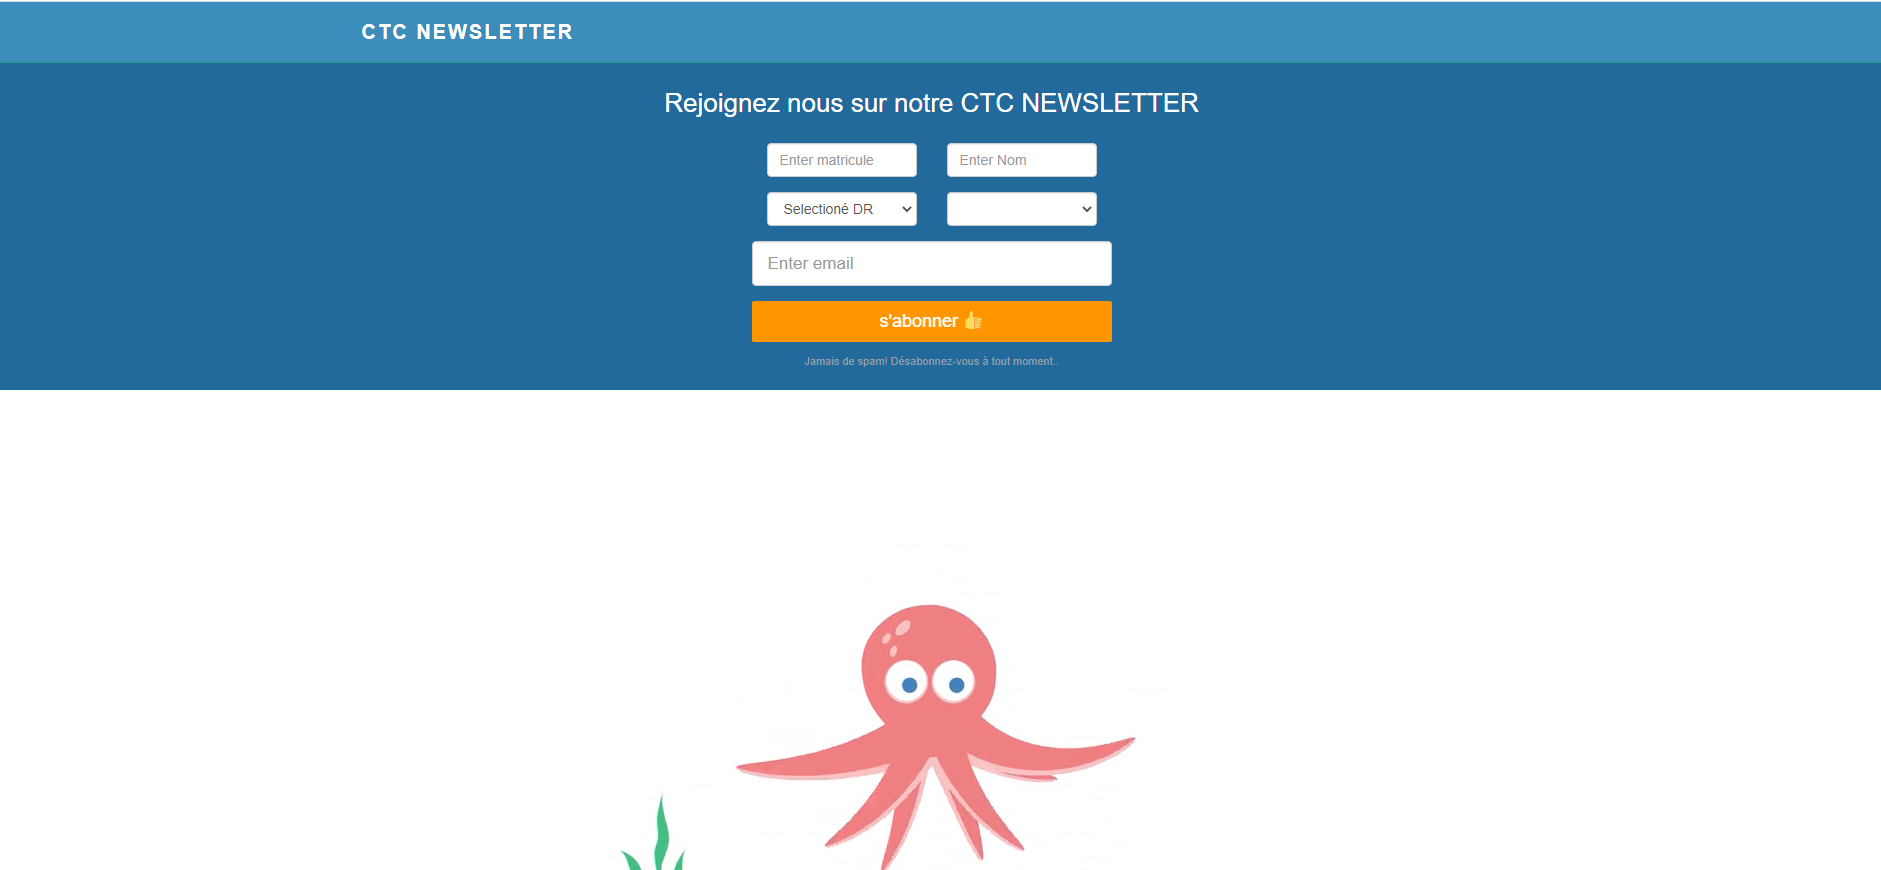 CTC NEWSLETTER
Rejoignez nous sur notre CTC NEWSLETTER
Enter matricule
Enter Nom
Selectioné DR
Enter email
s'abonner 👍
Jamais de spam! Désabonnez-vous à tout moment..